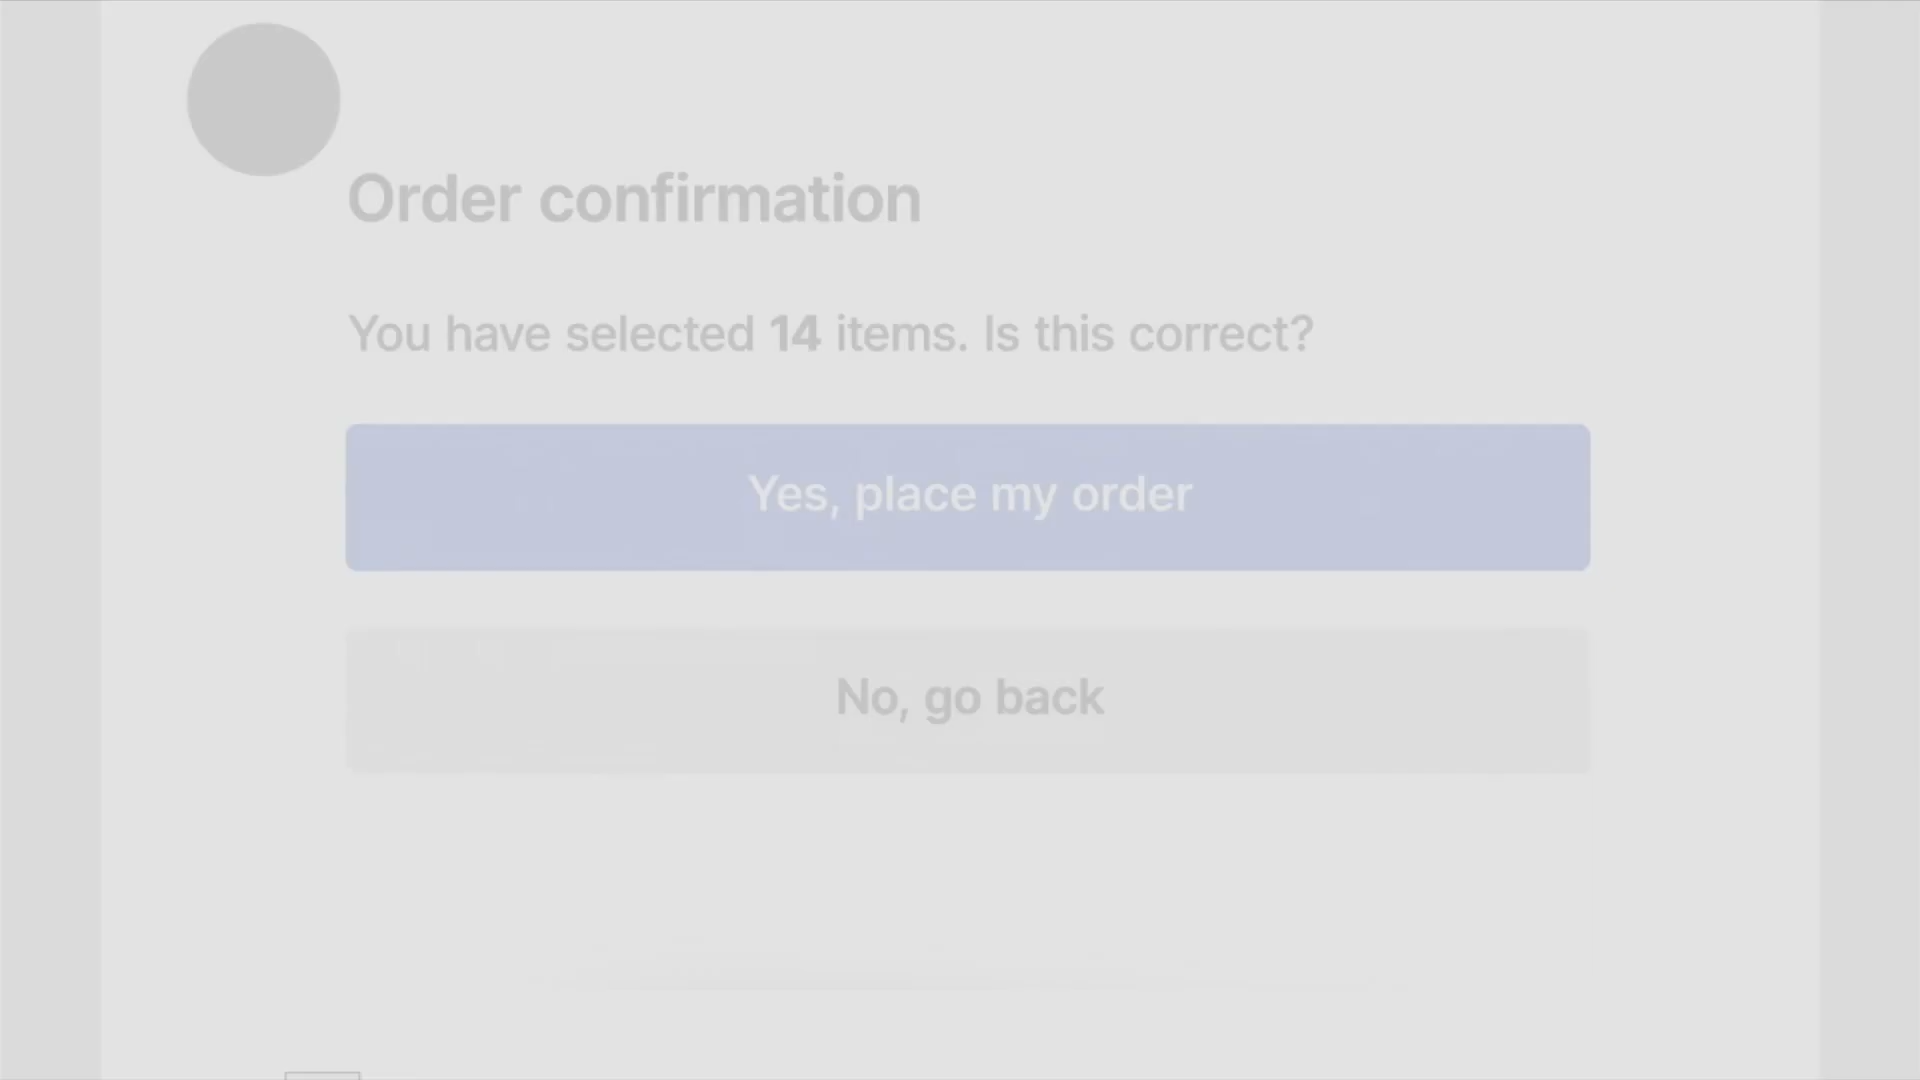 Order confirmation
You have selected 14 items. Is this correct?
Yes, place my order
No, go back